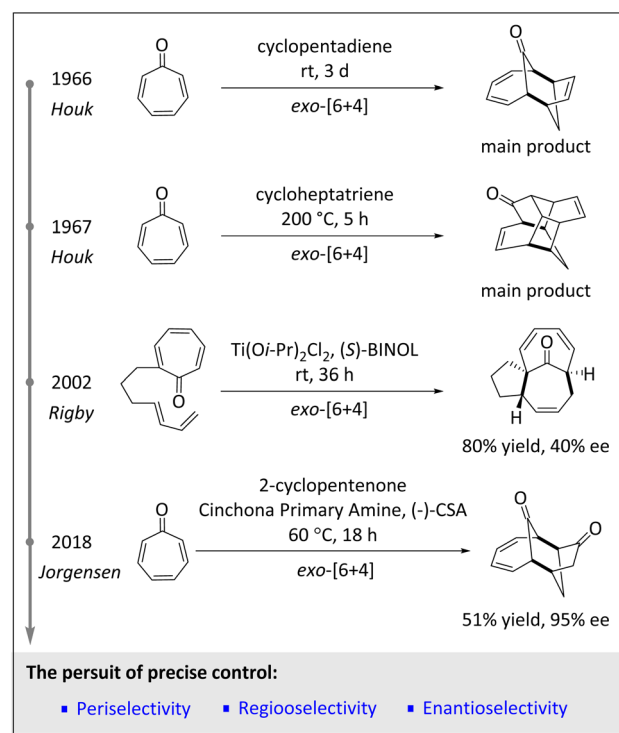 cyclopentadiene
rt, 3 d
exo-[6+4]
1966
Houk
O
O
main product
cycloheptatriene
200 °C, 5 h
exo-[6+4]
1967
Houk
O
O
main product
Ti(Oi-Pr)2Cl2, (S)-BINOL
rt, 36 h
exo-[6+4]
2002
Rigby
O
O
H
H
80% yield, 40% ee
2-cyclopentenone
Cinchona Primary Amine, (-)-CSA
60 °C, 18 h
exo-[6+4]
2018
Jorgensen
O
O
O
51% yield, 95% ee
The persuit of precise control:
▪ Periselectivity ▪ Regiooselectivity ▪ Enantioselectivity